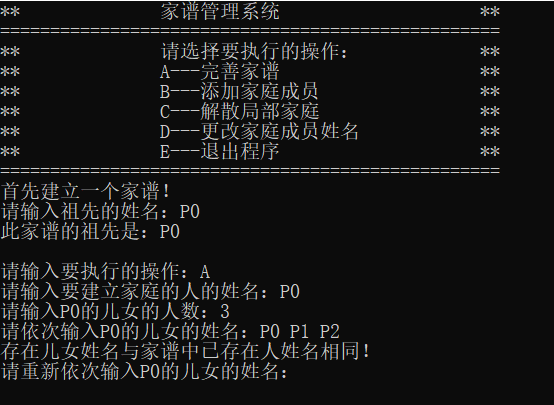 **              家谱管理系统                    **
==================================================
**              请选择要执行的操作：            **
**              A---完善家谱                    **
**              B---添加家庭成员                **
**              C---解散局部家庭                **
**              D---更改家庭成员姓名            **
**              E---退出程序                    **
==================================================
首先建立一个家谱！
请输入祖先的姓名：P0
此家谱的祖先是：P0

请输入要执行的操作：A
请输入要建立家庭的人的姓名：P0
请输入P0的儿女的人数：3
请依次输入P0的儿女的姓名：P0 P1 P2
存在儿女姓名与家谱中已存在人姓名相同！
请重新依次输入P0的儿女的姓名：